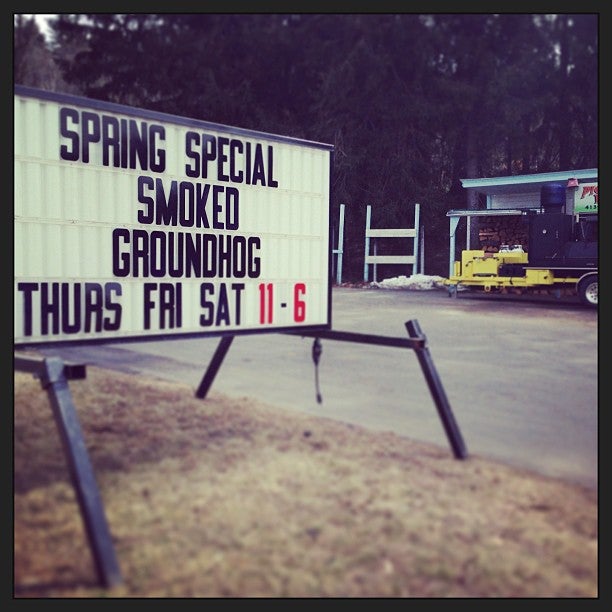 SPRING SPECIAL
SMOKED
GROUNDHOG
THURS FRI SAT 11-6